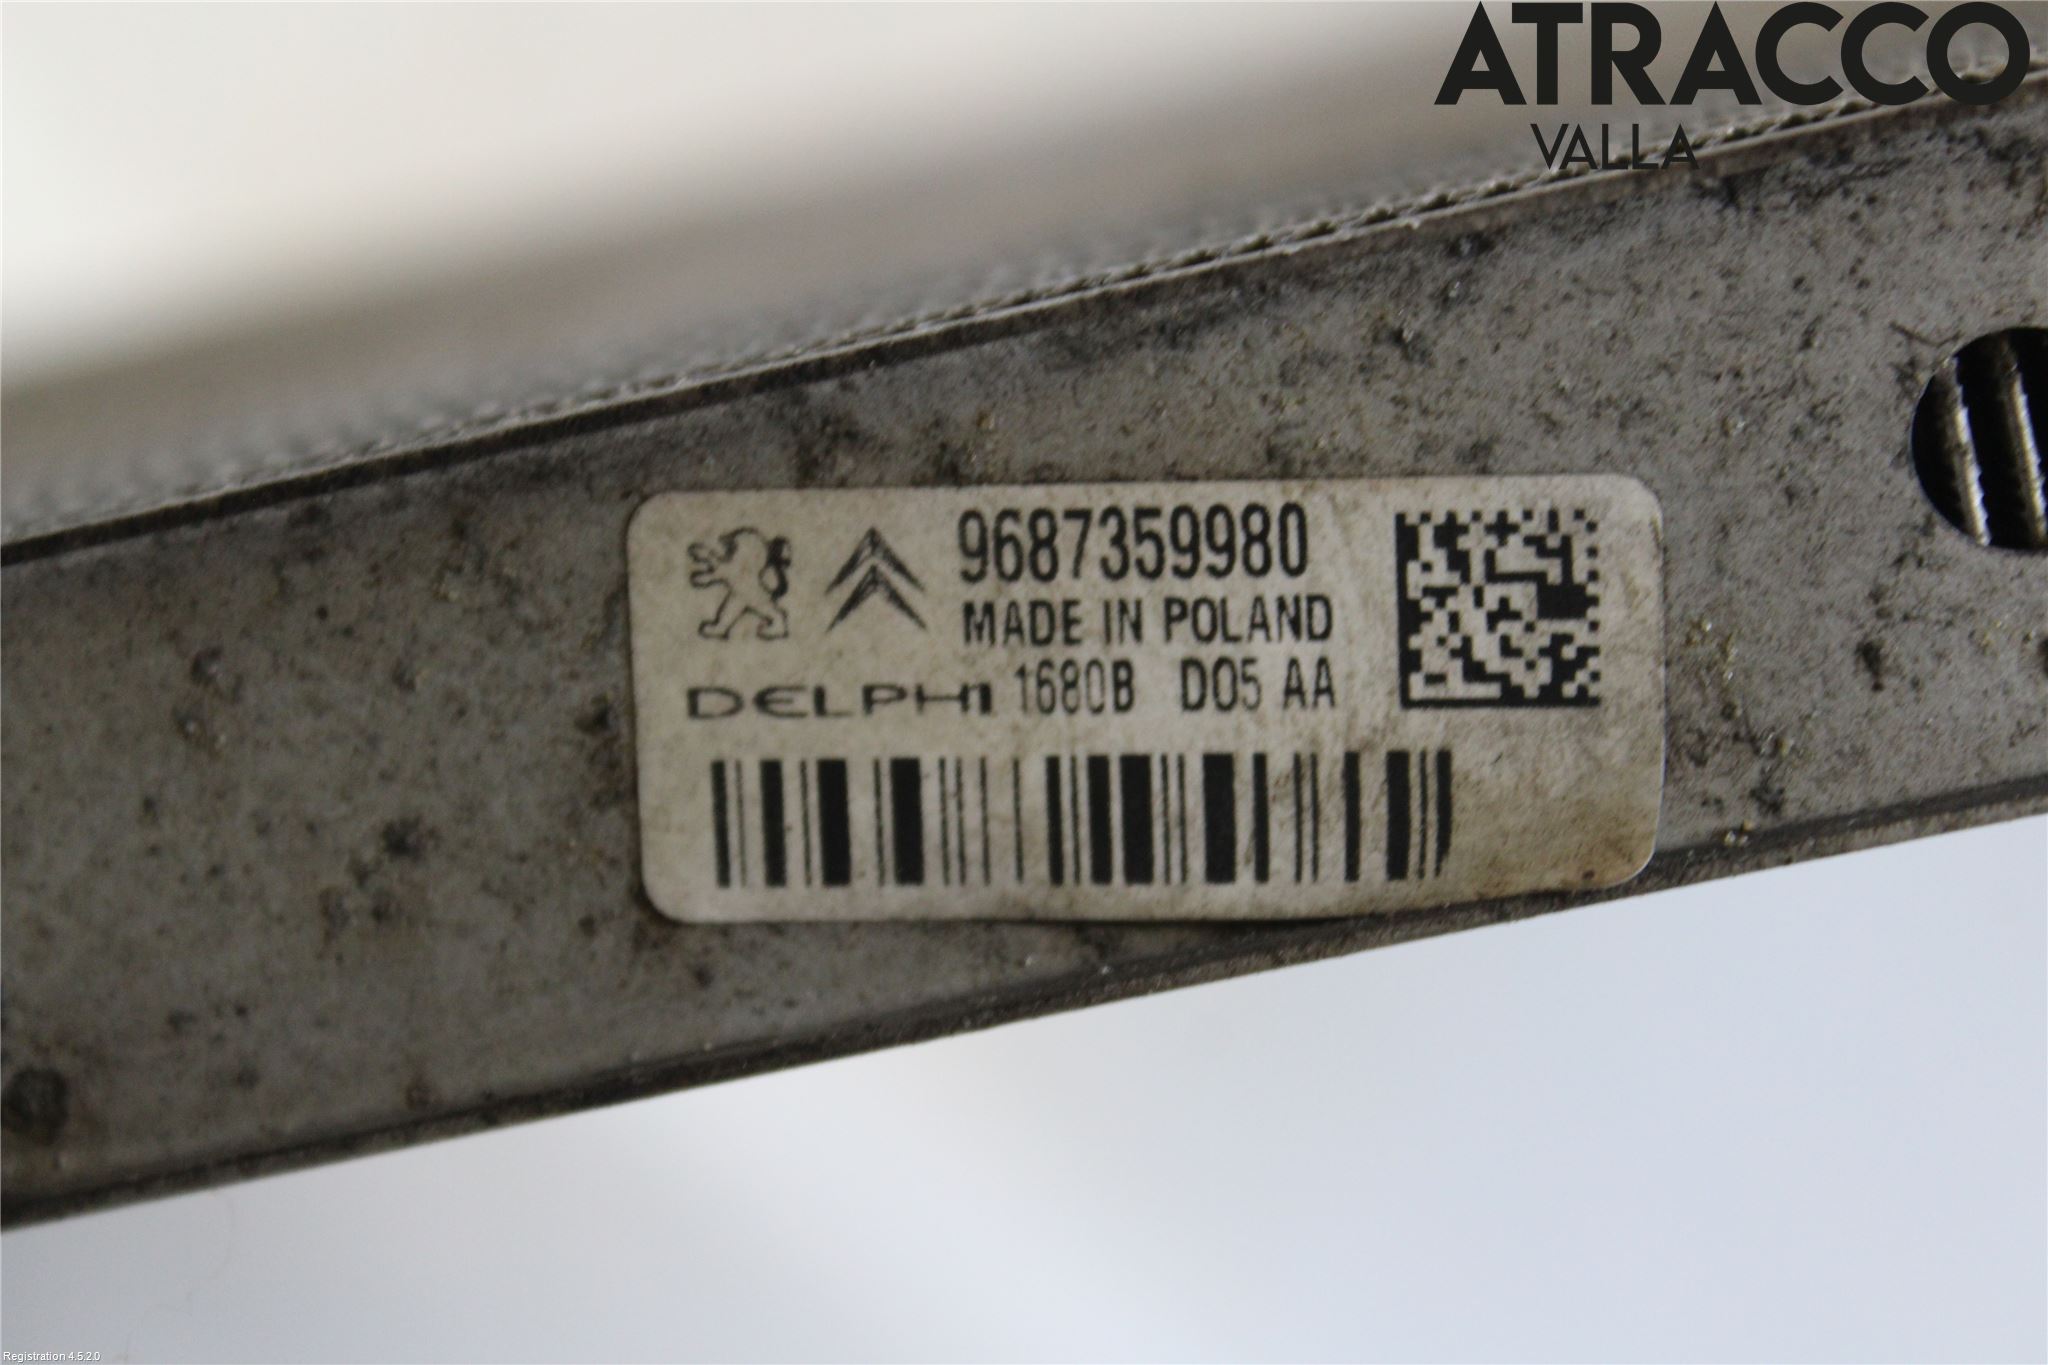 ATRACCO
VALLA
9687359980
MADE IN POLAND
DELPHI 1680B D05 AA
Registration 4.5.2.0